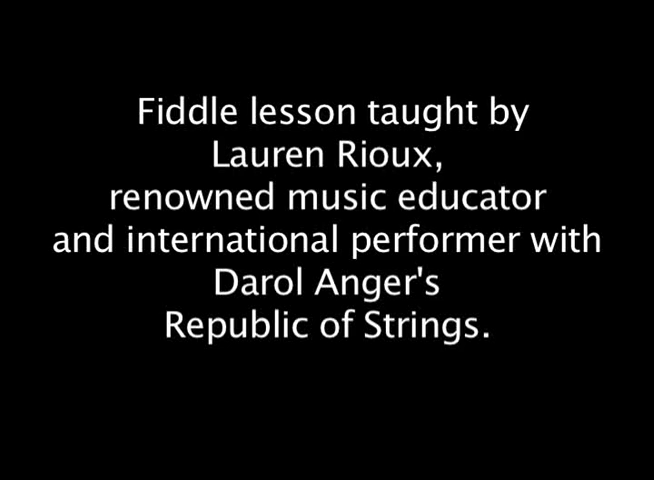 Fiddle lesson taught by
Lauren Rioux,
renowned music educator
and international performer with
Darol Anger's
Republic of Strings.